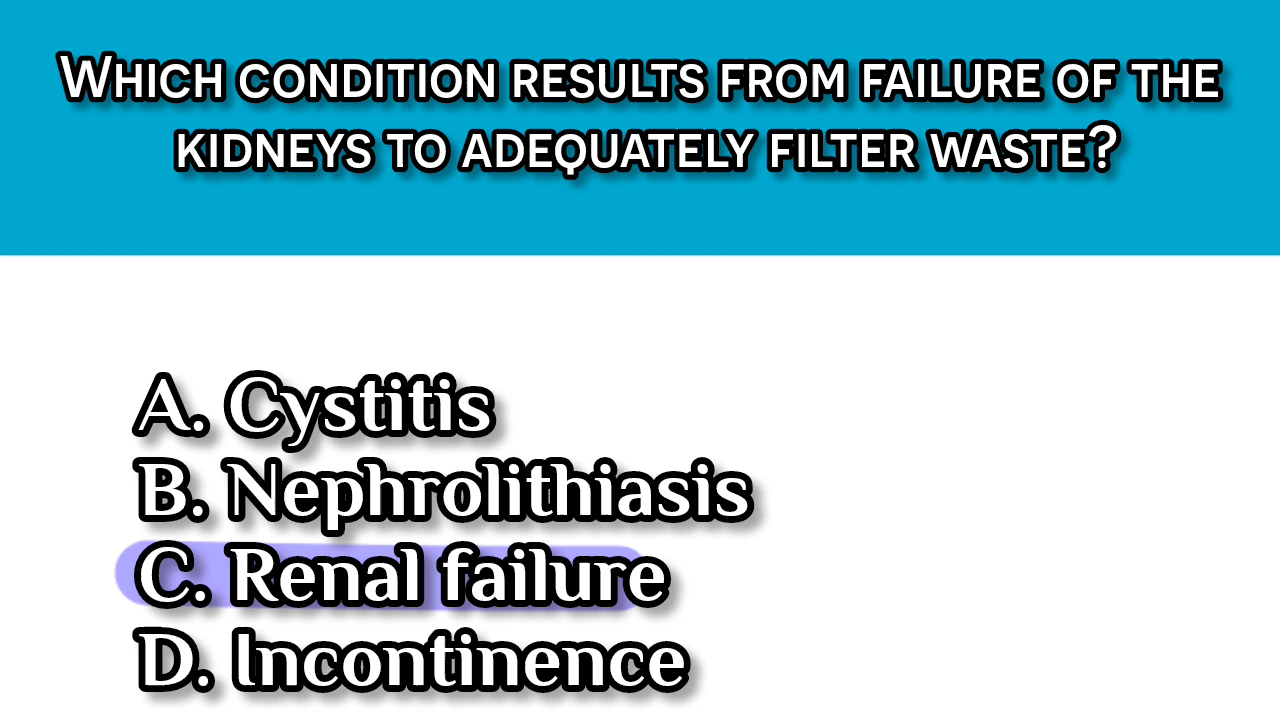 Which condition results from failure of the
kidneys to adequately filter waste?
A. Cystitis
B. Nephrolithiasis
C. Renal failure
D. Incontinence